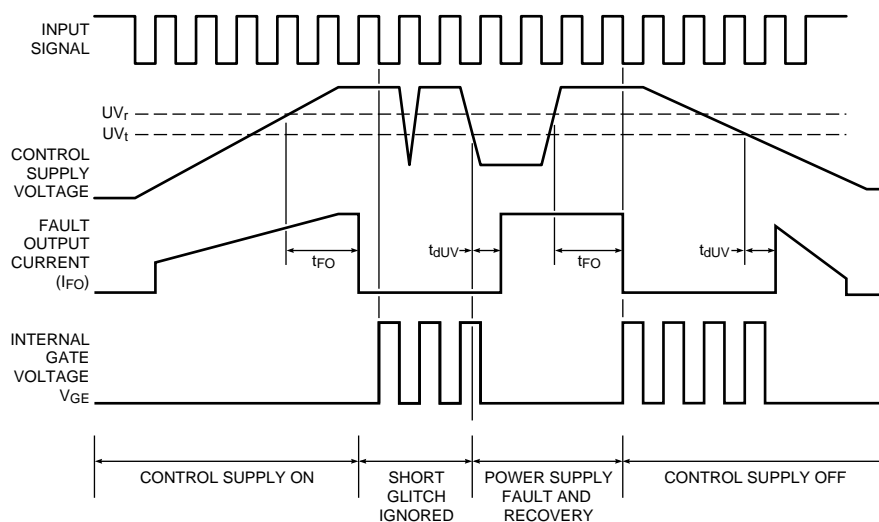 INPUT
SIGNAL
UVr
UVt
CONTROL
SUPPLY
VOLTAGE
FAULT
OUTPUT
CURRENT
(IFO)
tFO
tdUV
tFO
tdUV
INTERNAL
GATE
VOLTAGE
VGE
CONTROL SUPPLY ON
SHORT
GLITCH
IGNORED
POWER SUPPLY
FAULT AND
RECOVERY
CONTROL SUPPLY OFF